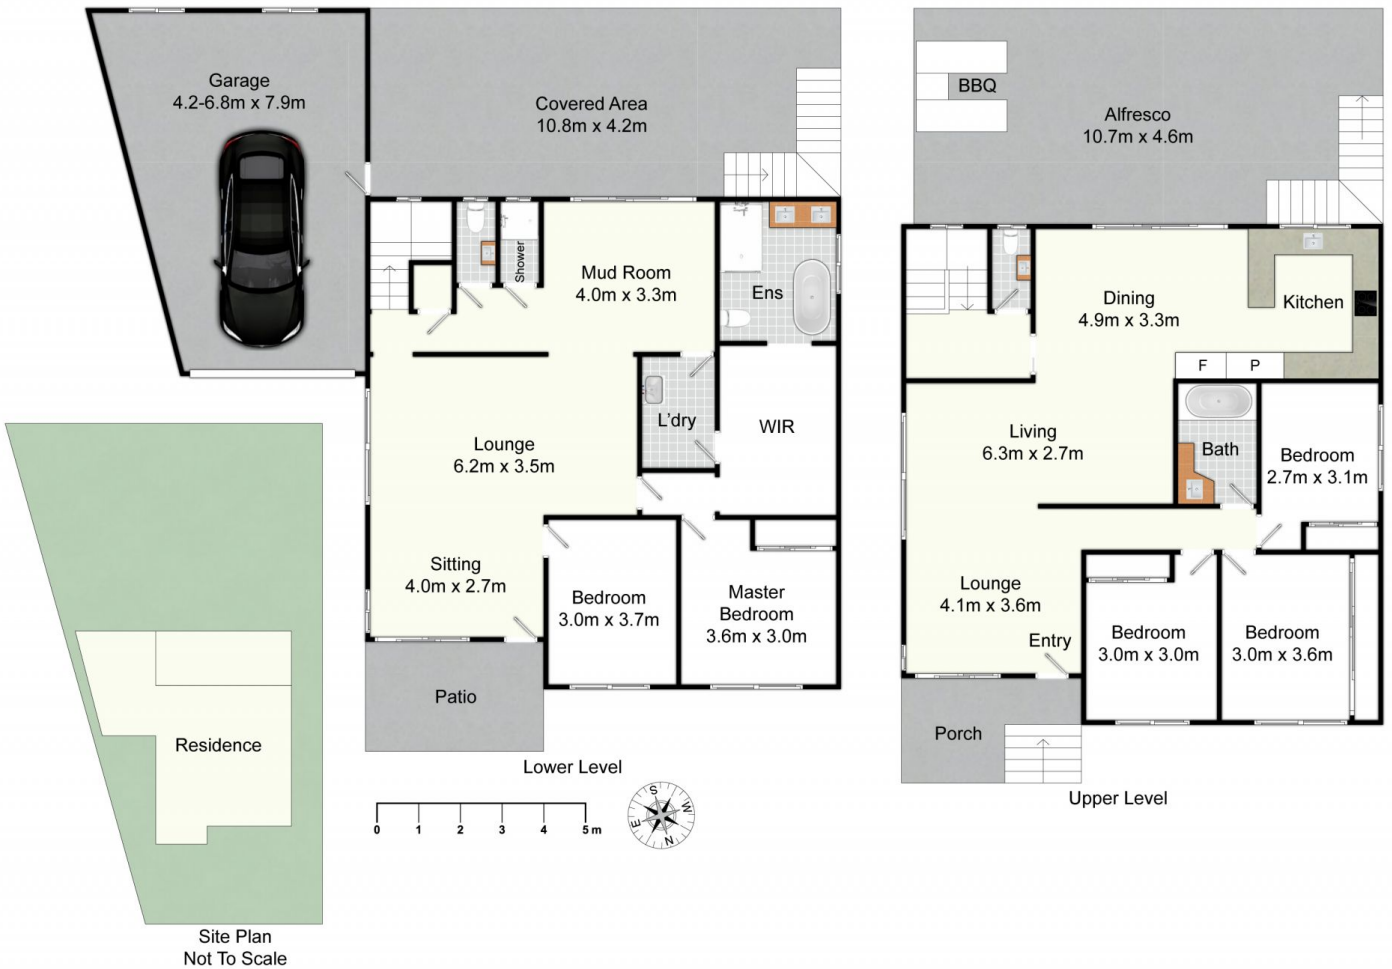 Garage
4.2-6.8m x 7.9m
Covered Area
10.8m x 4.2m
Shower
Mud Room
4.0m x 3.3m
Ens
Lounge
6.2m x 3.5m
L'dry
WIR
Sitting
4.0m x 2.7m
Bedroom
3.0m x 3.7m
Master
Bedroom
3.6m x 3.0m
Patio
Lower Level
0 1 2 3 4 5 m
S
W
E
N
Residence
Site Plan
Not To Scale
BBQ
Alfresco
10.7m x 4.6m
Dining
4.9m x 3.3m
Kitchen
F
P
Living
6.3m x 2.7m
Bath
Bedroom
2.7m x 3.1m
Lounge
4.1m x 3.6m
Entry
Bedroom
3.0m x 3.0m
Bedroom
3.0m x 3.6m
Porch
Upper Level